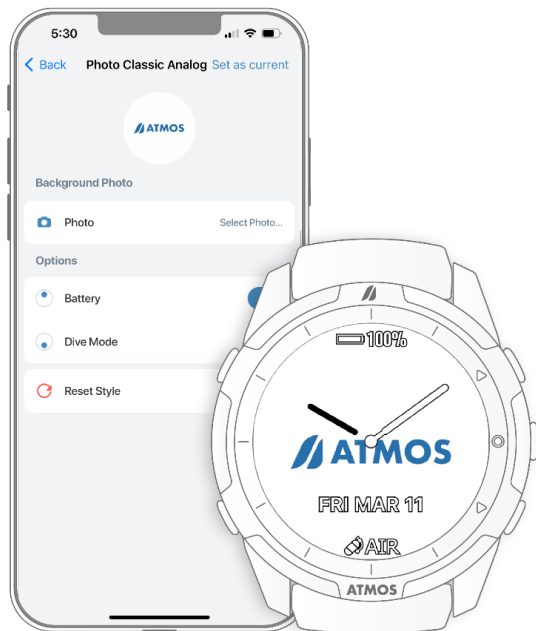 5:30
Back Photo Classic Analog Set as current
ATMOS
Background Photo
Photo Select Photo...
Options
Battery
Dive Mode
Reset Style
100%
ATMOS
FRI MAR 11
AIR
ATMOS